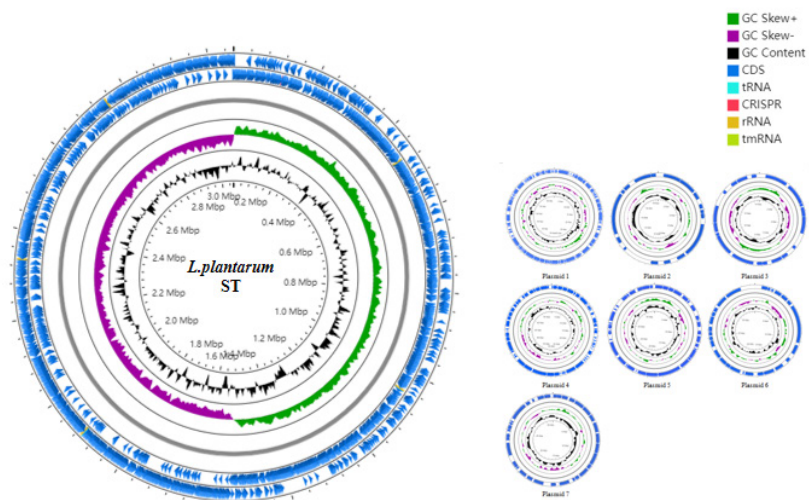 GC Skew+
GC Skew-
GC Content
CDS
tRNA
CRISPR
rRNA
tmRNA
3.0 Mbp
0.2 Mbp
2.8 Mbp
0.4 Mbp
2.6 Mbp
0.6 Mbp
2.4 Mbp
L.plantarum
ST
0.8 Mbp
2.2 Mbp
1.0 Mbp
2.0 Mbp
1.2 Mbp
1.8 Mbp
1.6 Mbp
1.4 Mbp
Plasmid 1
Plasmid 2
Plasmid 3
Plasmid 4
Plasmid 5
Plasmid 6
Plasmid 7